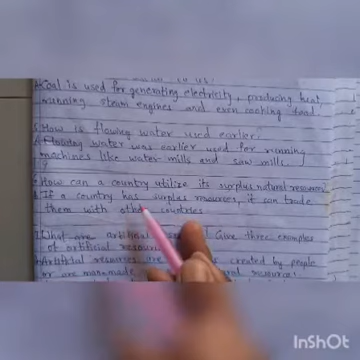 Coal is used for generating electricity, producing heat,
running steam engines and even cooking food.
How is flowing water used earlier.
Flowing water was earlier used for running
machines like water mills and saw mills.
How can a country utilize its surplus natural resources?
If a country has surplus resources, it can trade
them with other countries.
What are artificial Give three examples
of artificial
Artificial resources are created by people
or are man-made
InShOt